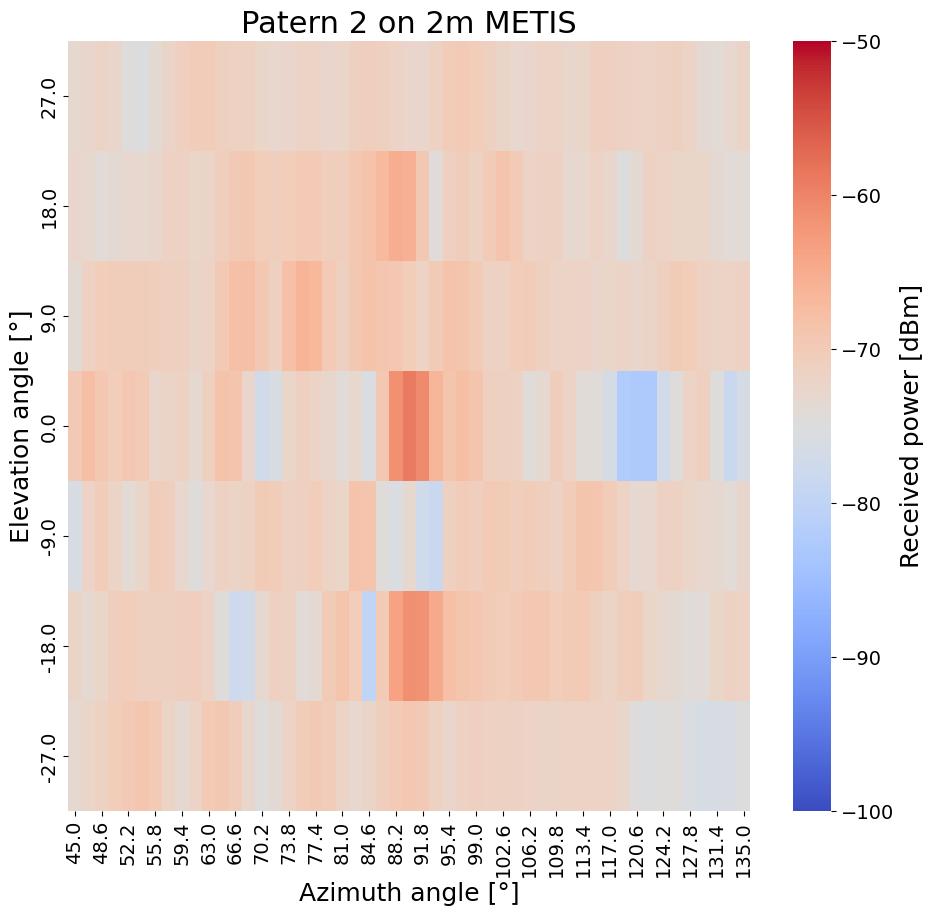 Patern 2 on 2m METIS
Elevation angle [°]
27.0
18.0
9.0
0.0
-9.0
-18.0
-27.0
45.0 48.6 52.2 55.8 59.4 63.0 66.6 70.2 73.8 77.4 81.0 84.6 88.2 91.8 95.4 99.0 102.6 106.2 109.8 113.4 117.0 120.6 124.2 127.8 131.4 135.0
Azimuth angle [°]
−50
−60
−70
−80
−90
−100
Received power [dBm]